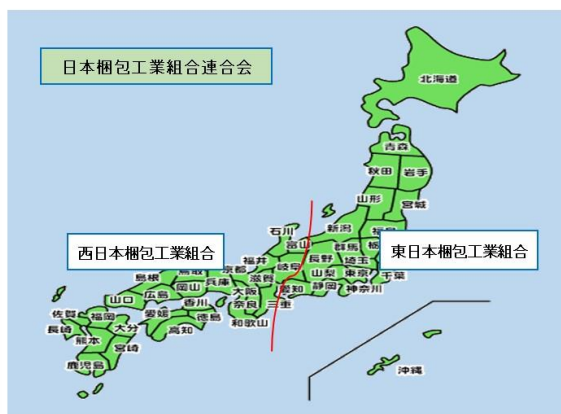 日本梱包工業組合連合会
北海道
青森
秋田
岩手
山形
宮城
石川
新潟
富山
西日本梱包工業組合
東日本梱包工業組合
福井
岐阜
長野
群馬
埼玉
千葉
島根
京都
滋賀
愛知
山梨
東京
静岡
神奈川
兵庫
岡山
広島
山口
大阪
奈良
三重
和歌山
香川
徳島
愛媛
高知
佐賀
福岡
長崎
大分
熊本
宮崎
鹿児島
沖縄